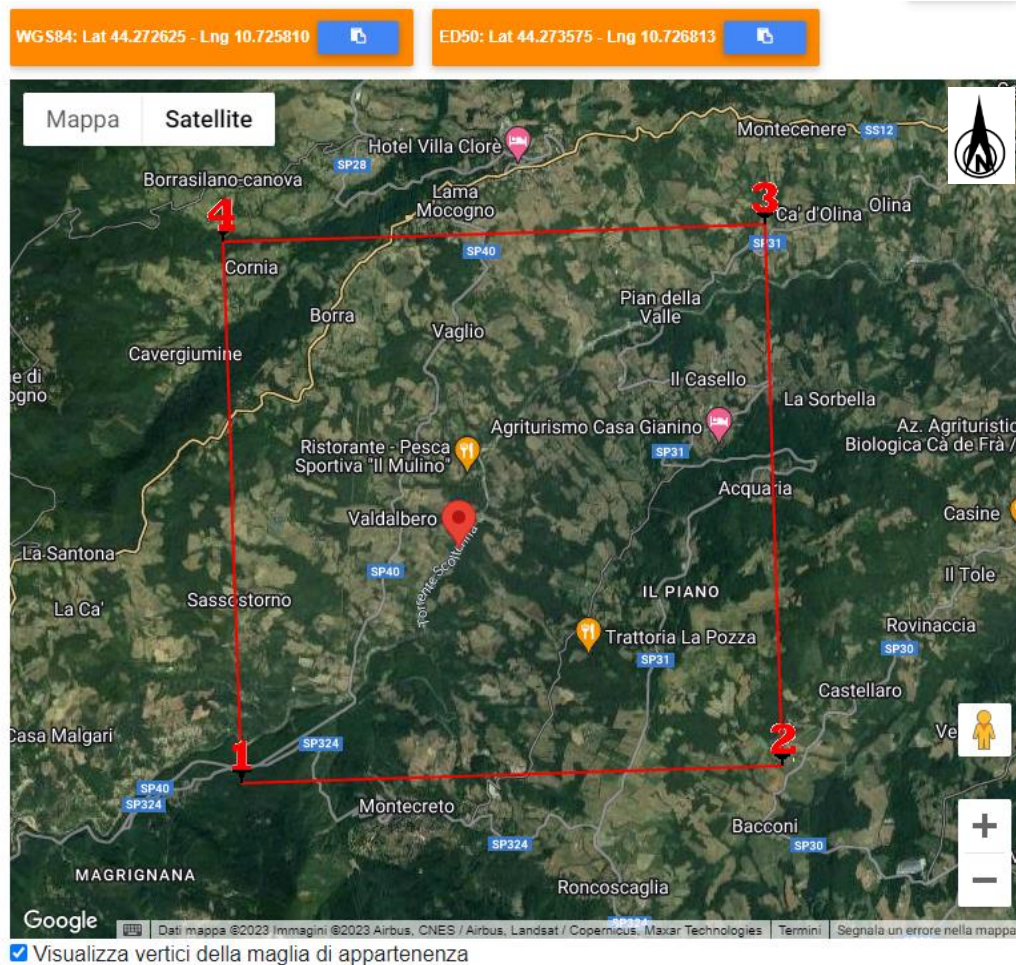 WGS84: Lat 44.272625 - Lng 10.725810
ED50: Lat 44.273575 - Lng 10.726813
Mappa
Satellite
N
Montecenere
SS12
Hotel Villa Clorè
SP28
Borrasilano-canova
Lama
Mocogno
4
3
Ca' d'Olina
Olina
SP40
SP31
Cornia
Pian della
Valle
Borra
Vaglio
Cavergiumine
e di
ogno
Il Casello
La Sorbella
Agriturismo Casa Gianino
Az. Agrituristic
Biologica Cà de Frà /
Ristorante - Pesca
Sportiva "Il Mulino"
SP31
Acquaria
Valdalbero
Casine
La Santona
Torrente Scoltenna
SP40
Il Tole
IL PIANO
La Ca'
Sassostorno
Rovinaccia
Trattoria La Pozza
SP30
SP31
Castellaro
Casa Malgari
Ve
1
2
SP324
SP40
SP324
Montecreto
Bacconi
SP324
SP30
MAGRIGNANA
Roncoscaglia
SP324
Google
Dati mappa ©2023 Immagini ©2023 Airbus, CNES / Airbus, Landsat / Copernicus, Maxar Technologies
Termini
Segnala un errore nella mappa
Visualizza vertici della maglia di appartenenza